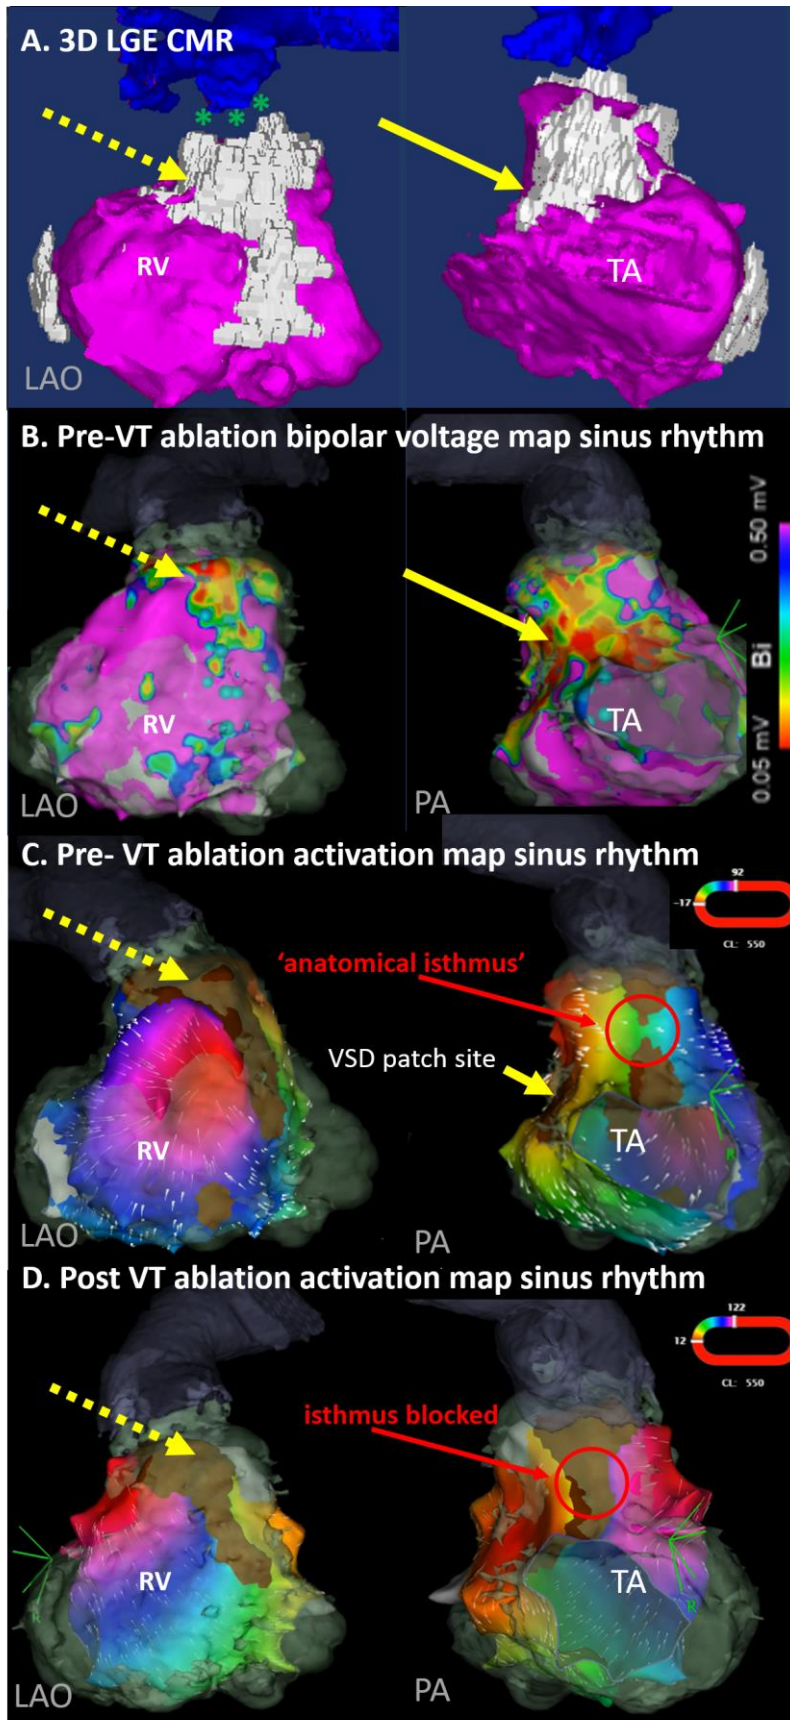 A. 3D LGE CMR
* * *
RV
TA
LAO
B. Pre-VT ablation bipolar voltage map sinus rhythm
0.50 mV
Bi
0.05 mV
RV
TA
LAO
PA
C. Pre- VT ablation activation map sinus rhythm
92
-17
CL: 550
'anatomical isthmus'
VSD patch site
RV
TA
R
LAO
PA
D. Post VT ablation activation map sinus rhythm
122
12
CL: 550
isthmus blocked
RV
TA
R
R
LAO
PA